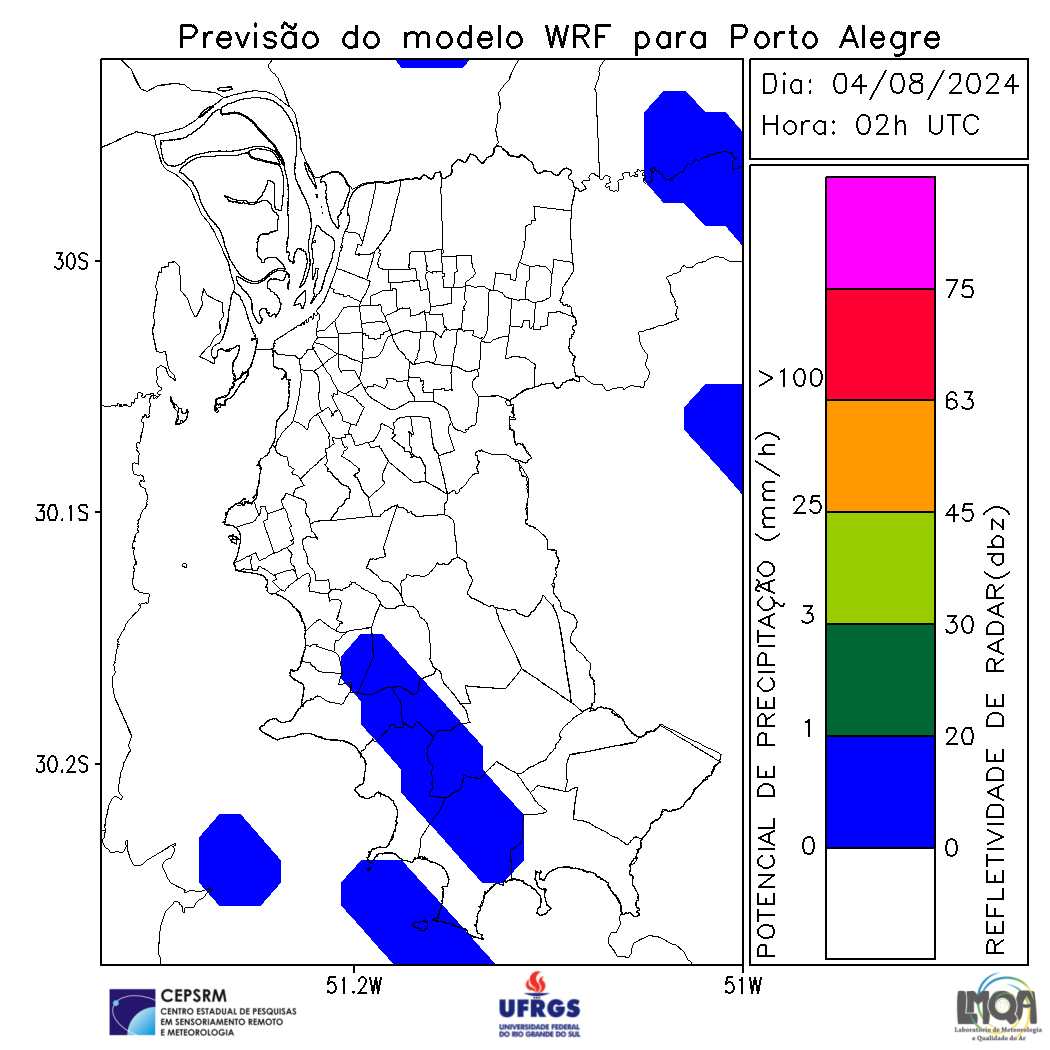 Previsão do modelo WRF para Porto Alegre
Dia: 04/08/2024
Hora: 02h UTC
30S
30.1S
30.2S
51.2W
51W
POTENCIAL DE PRECIPITAÇÃO (mm/h)
>100
25
3
1
0
75
63
45
30
20
0
REFLETIVIDADE DE RADAR(dbz)
CEPSRM
CENTRO ESTADUAL DE PESQUISAS
EM SENSORIAMENTO REMOTO
E METEOROLOGIA
UFRGS
UNIVERSIDADE FEDERAL
DO RIO GRANDE DO SUL
LMQA
Laboratório de Meteorologia
e Qualidade do Ar